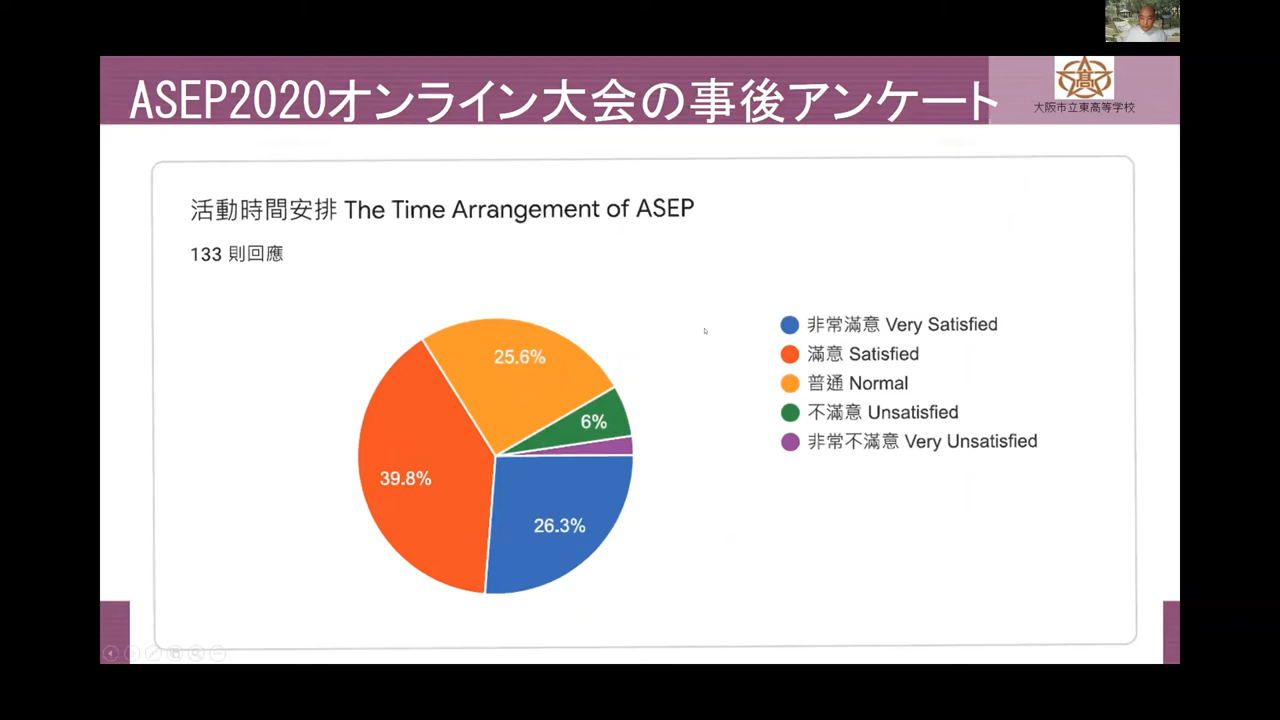 ASEP2020オンライン大会の事後アンケート
大阪市立東高等学校
活動時間安排 The Time Arrangement of ASEP
133 則回應
25.6%
6%
39.8%
26.3%
非常滿意 Very Satisfied
滿意 Satisfied
普通 Normal
不滿意 Unsatisfied
非常不滿意 Very Unsatisfied